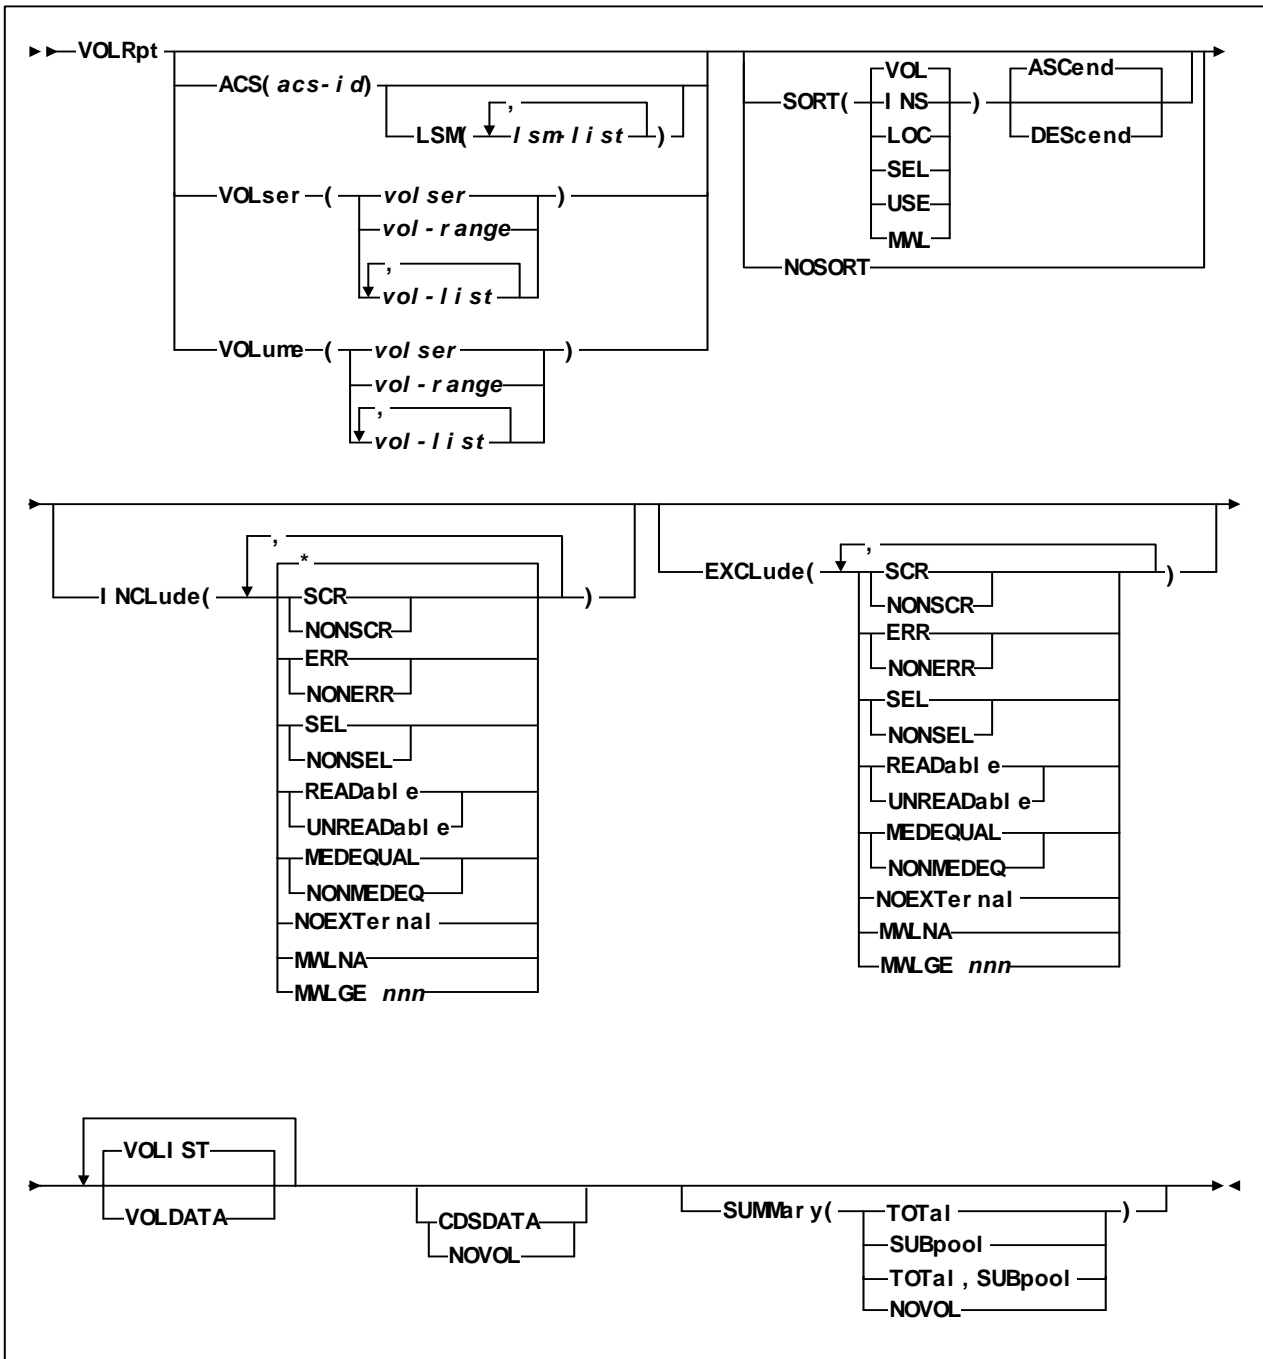 VOLRpt
ACS(acs-id)
LSM( , lsm-list )
VOLser ( volser )
vol-range
,
vol-list
VOLume ( volser )
vol-range
,
vol-list
SORT( VOL )
INS
LOC
SEL
USE
MWL
ASCend
DEScend
NOSORT
INCLude( , )
*
SCR
NONSCR
ERR
NONERR
SEL
NONSEL
READable
UNREADable
MEDEQUAL
NONMEDEQ
NOEXTernal
MWLNA
MWLGE nnn
EXCLude( , )
SCR
NONSCR
ERR
NONERR
SEL
NONSEL
READable
UNREADable
MEDEQUAL
NONMEDEQ
NOEXTernal
MWLNA
MWLGE nnn
VOLIST
VOLDATA
CDSDATA
NOVOL
SUMMary( TOTal )
SUBpool
TOTal , SUBpool
NOVOL